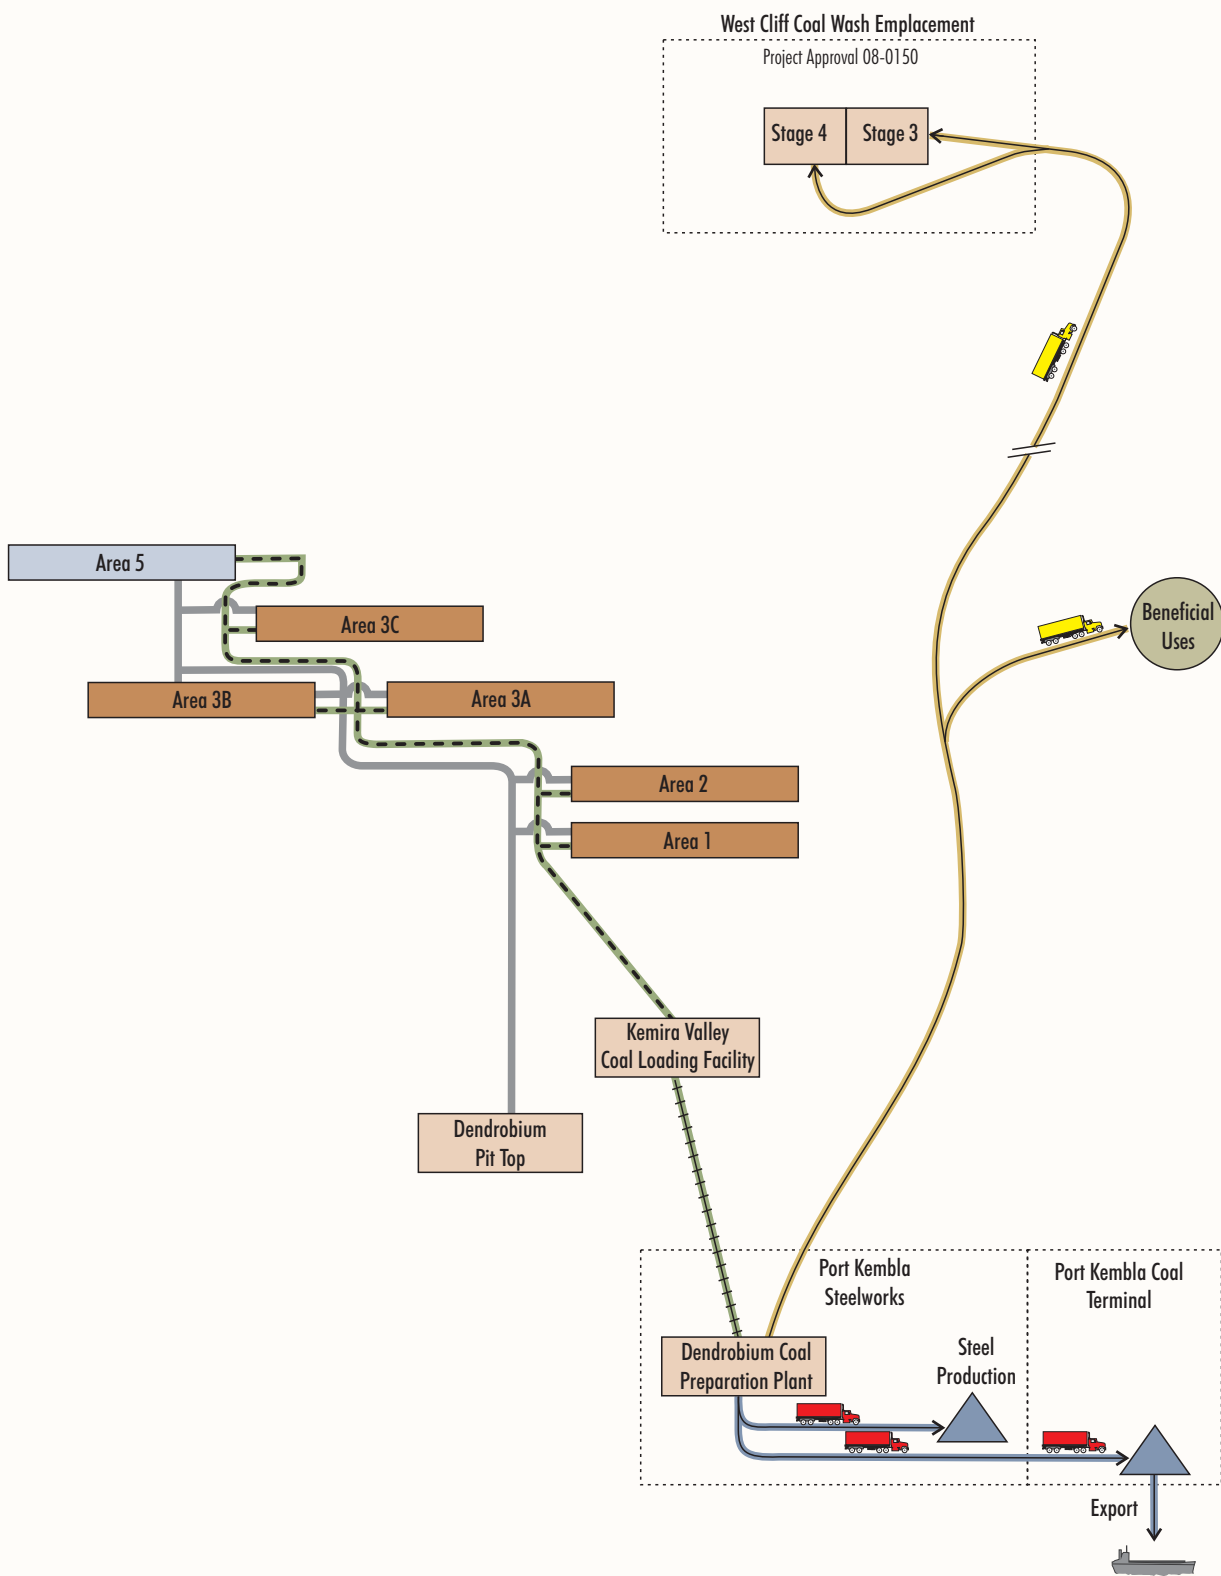 West Cliff Coal Wash Emplacement
Project Approval 08-0150
Stage 4
Stage 3
Area 5
Area 3C
Beneficial
Uses
Area 3B
Area 3A
Area 2
Area 1
Kemira Valley
Coal Loading Facility
Dendrobium
Pit Top
Port Kembla
Steelworks
Port Kembla Coal
Terminal
Dendrobium Coal
Preparation Plant
Steel
Production
Export